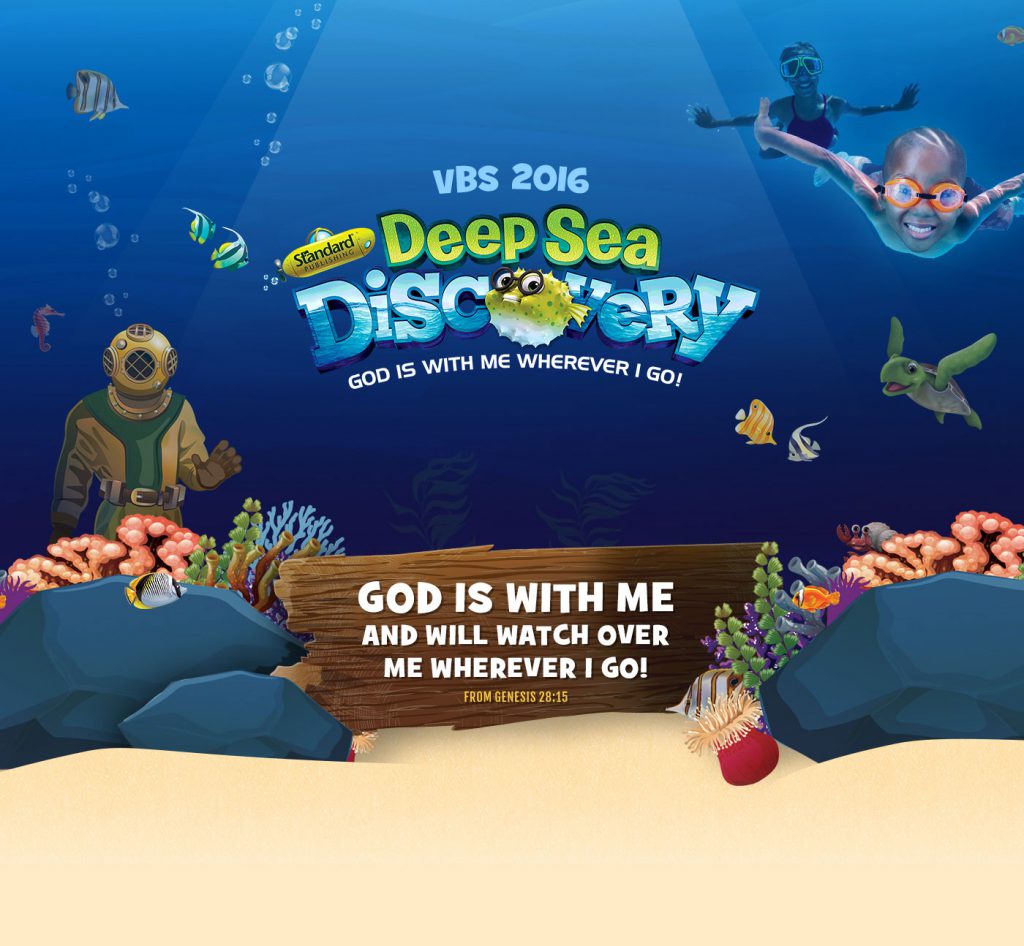 VBS 2016
Standard
PUBLISHING
Deep Sea
DiSCOVeRY
GOD IS WITH ME WHEREVER I GO!
GOD IS WITH ME
AND WILL WATCH OVER
ME WHEREVER I GO!
FROM GENESIS 28:15